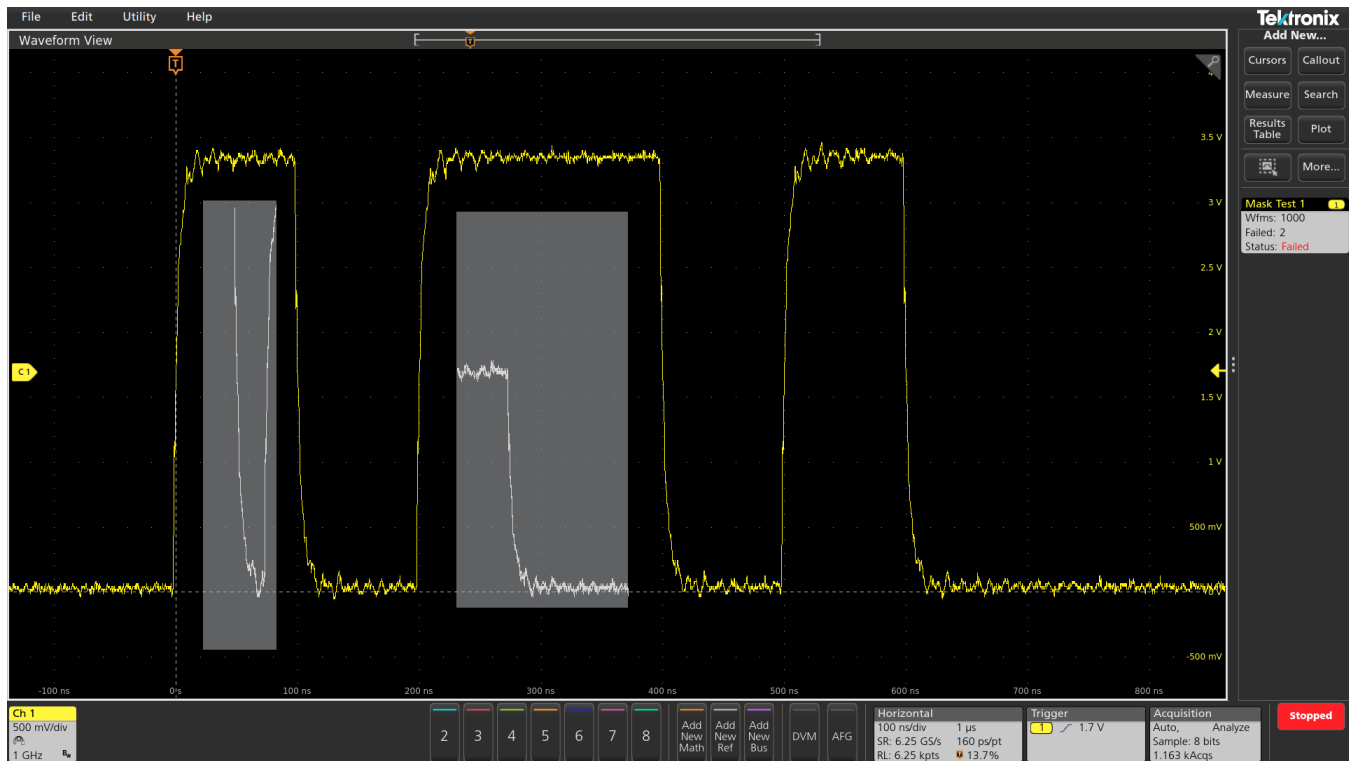 File Edit Utility Help
Tektronix
Waveform View
Add New...
T
T
Cursors Callout
Measure Search
Results Table Plot
More...
Mask Test 1 1
Wfms: 1000
Failed: 2
Status: Failed
3.5 V
3 V
2.5 V
2 V
C1
1.5 V
1 V
500 mV
-500 mV
-100 ns 0s 100 ns 200 ns 300 ns 400 ns 500 ns 600 ns 700 ns 800 ns
Ch 1
500 mV/div
1 GHz
2 3 4 5 6 7 8
Add New Math
Add New Ref
Add New Bus
DVM
AFG
Horizontal
100 ns/div 1 µs
SR: 6.25 GS/s 160 ps/pt
RL: 6.25 kpts 13.7%
Trigger
1 1.7 V
Acquisition
Auto, Analyze
Sample: 8 bits
1.163 kAcqs
Stopped